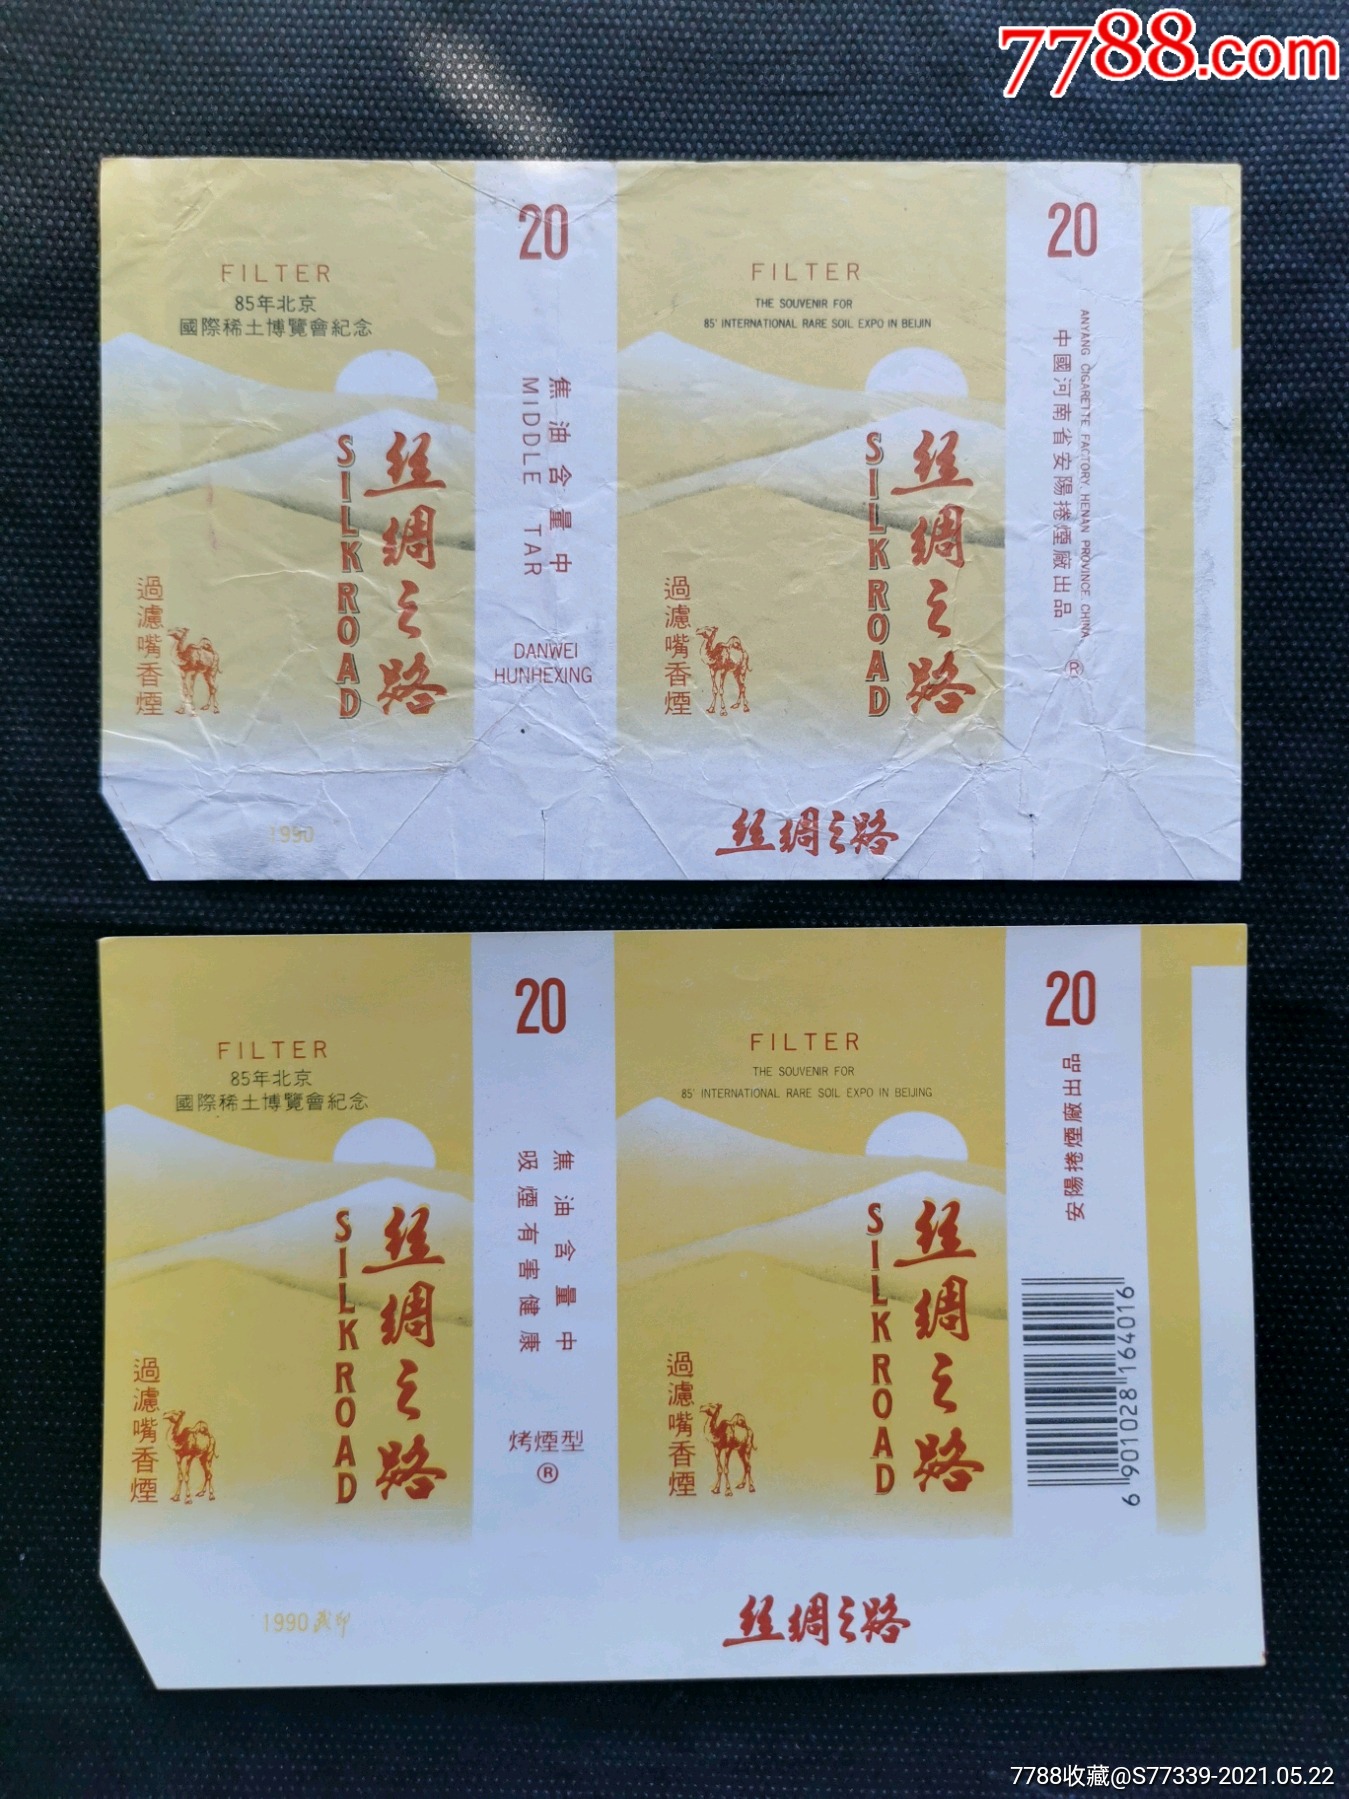 7788.com
FILTER
85年北京
國際稀土博覽會紀念
丝绸之路
SILK ROAD
過濾嘴香煙
1990
20
焦油含量中
MIDDLE TAR
DANWEI
HUNHEXING
FILTER
THE SOUVENIR FOR
85' INTERNATIONAL RARE SOIL EXPO IN BEIJIN
丝绸之路
SILK ROAD
過濾嘴香煙
丝绸之路
20
ANYANG CIGARETTE FACTORY. HENAN PROVINCE. CHINA
中國河南省安陽捲煙廠出品
®
FILTER
85年北京
國際稀土博覽會紀念
丝绸之路
SILK ROAD
過濾嘴香煙
1990
20
焦油含量中
吸煙有害健康
烤煙型
®
FILTER
THE SOUVENIR FOR
85' INTERNATIONAL RARE SOIL EXPO IN BEIJING
丝绸之路
SILK ROAD
過濾嘴香煙
丝绸之路
20
安陽捲煙廠出品
6 901028 164016
7788收藏@S77339-2021.05.22